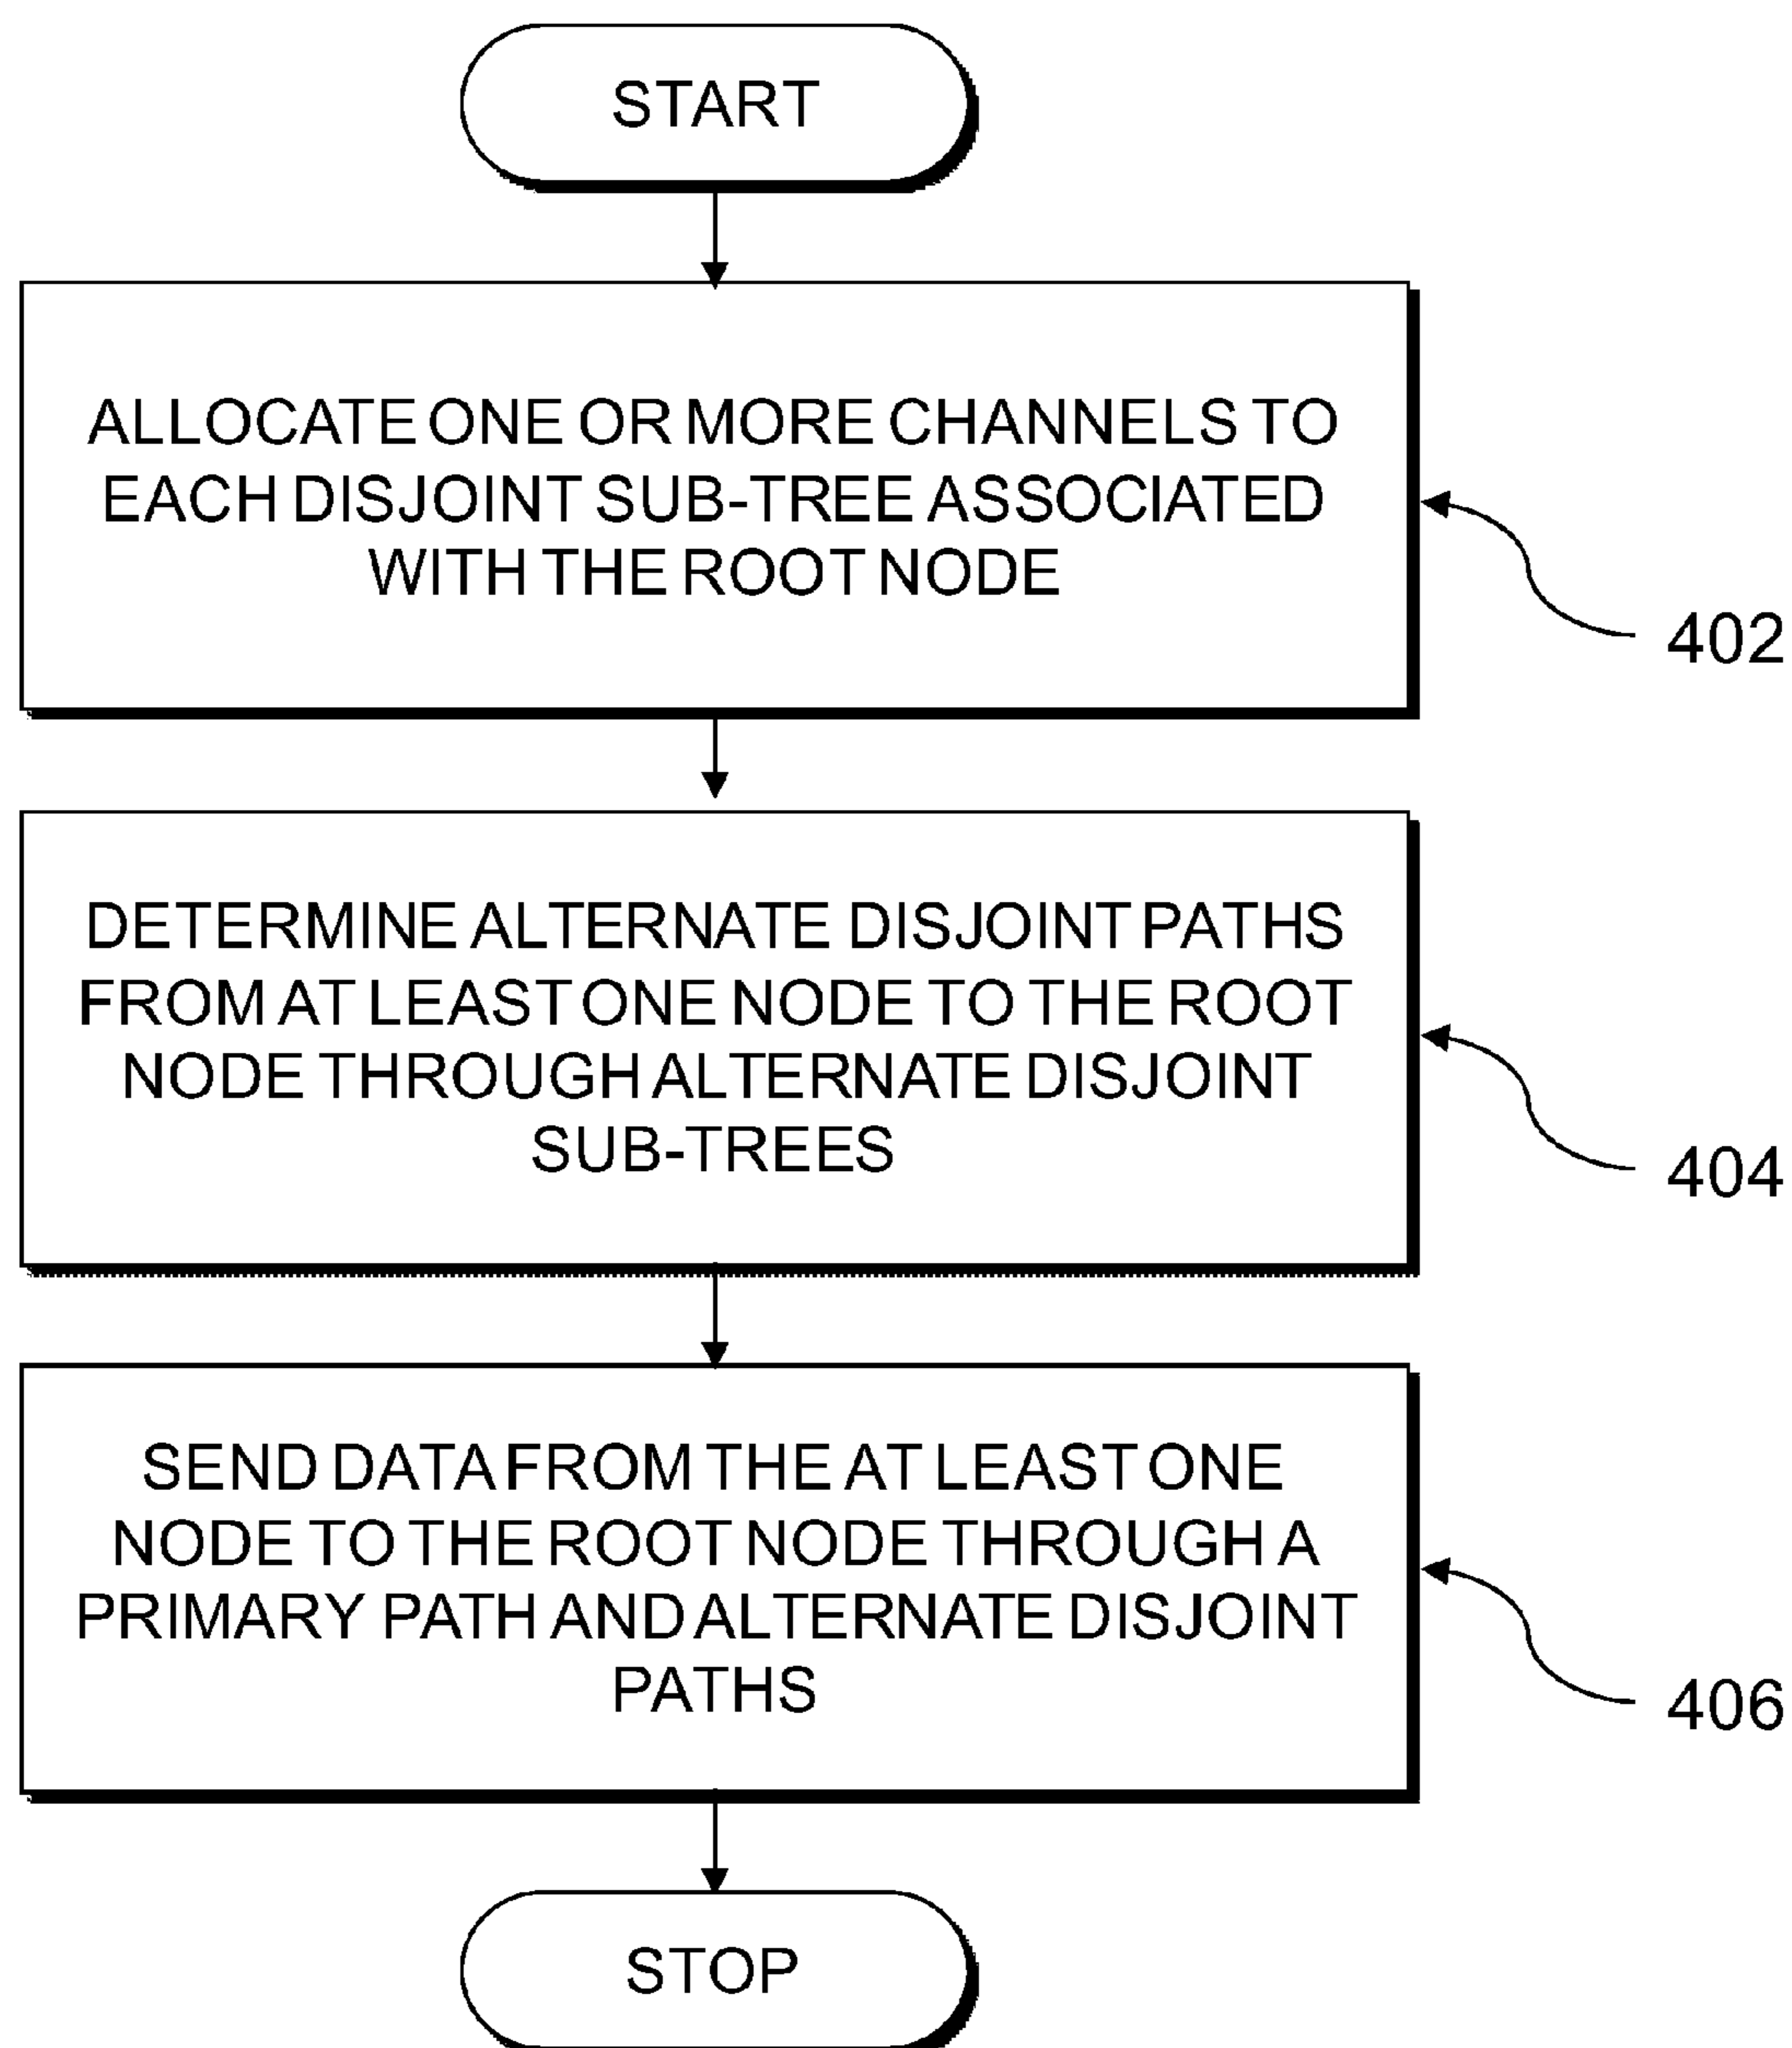 START
ALLOCATE ONE OR MORE CHANNELS TO
EACH DISJOINT SUB-TREE ASSOCIATED
WITH THE ROOT NODE
402
DETERMINE ALTERNATE DISJOINT PATHS
FROM AT LEAST ONE NODE TO THE ROOT
NODE THROUGH ALTERNATE DISJOINT
SUB-TREES
404
SEND DATA FROM THE AT LEAST ONE
NODE TO THE ROOT NODE THROUGH A
PRIMARY PATH AND ALTERNATE DISJOINT
PATHS
406
STOP